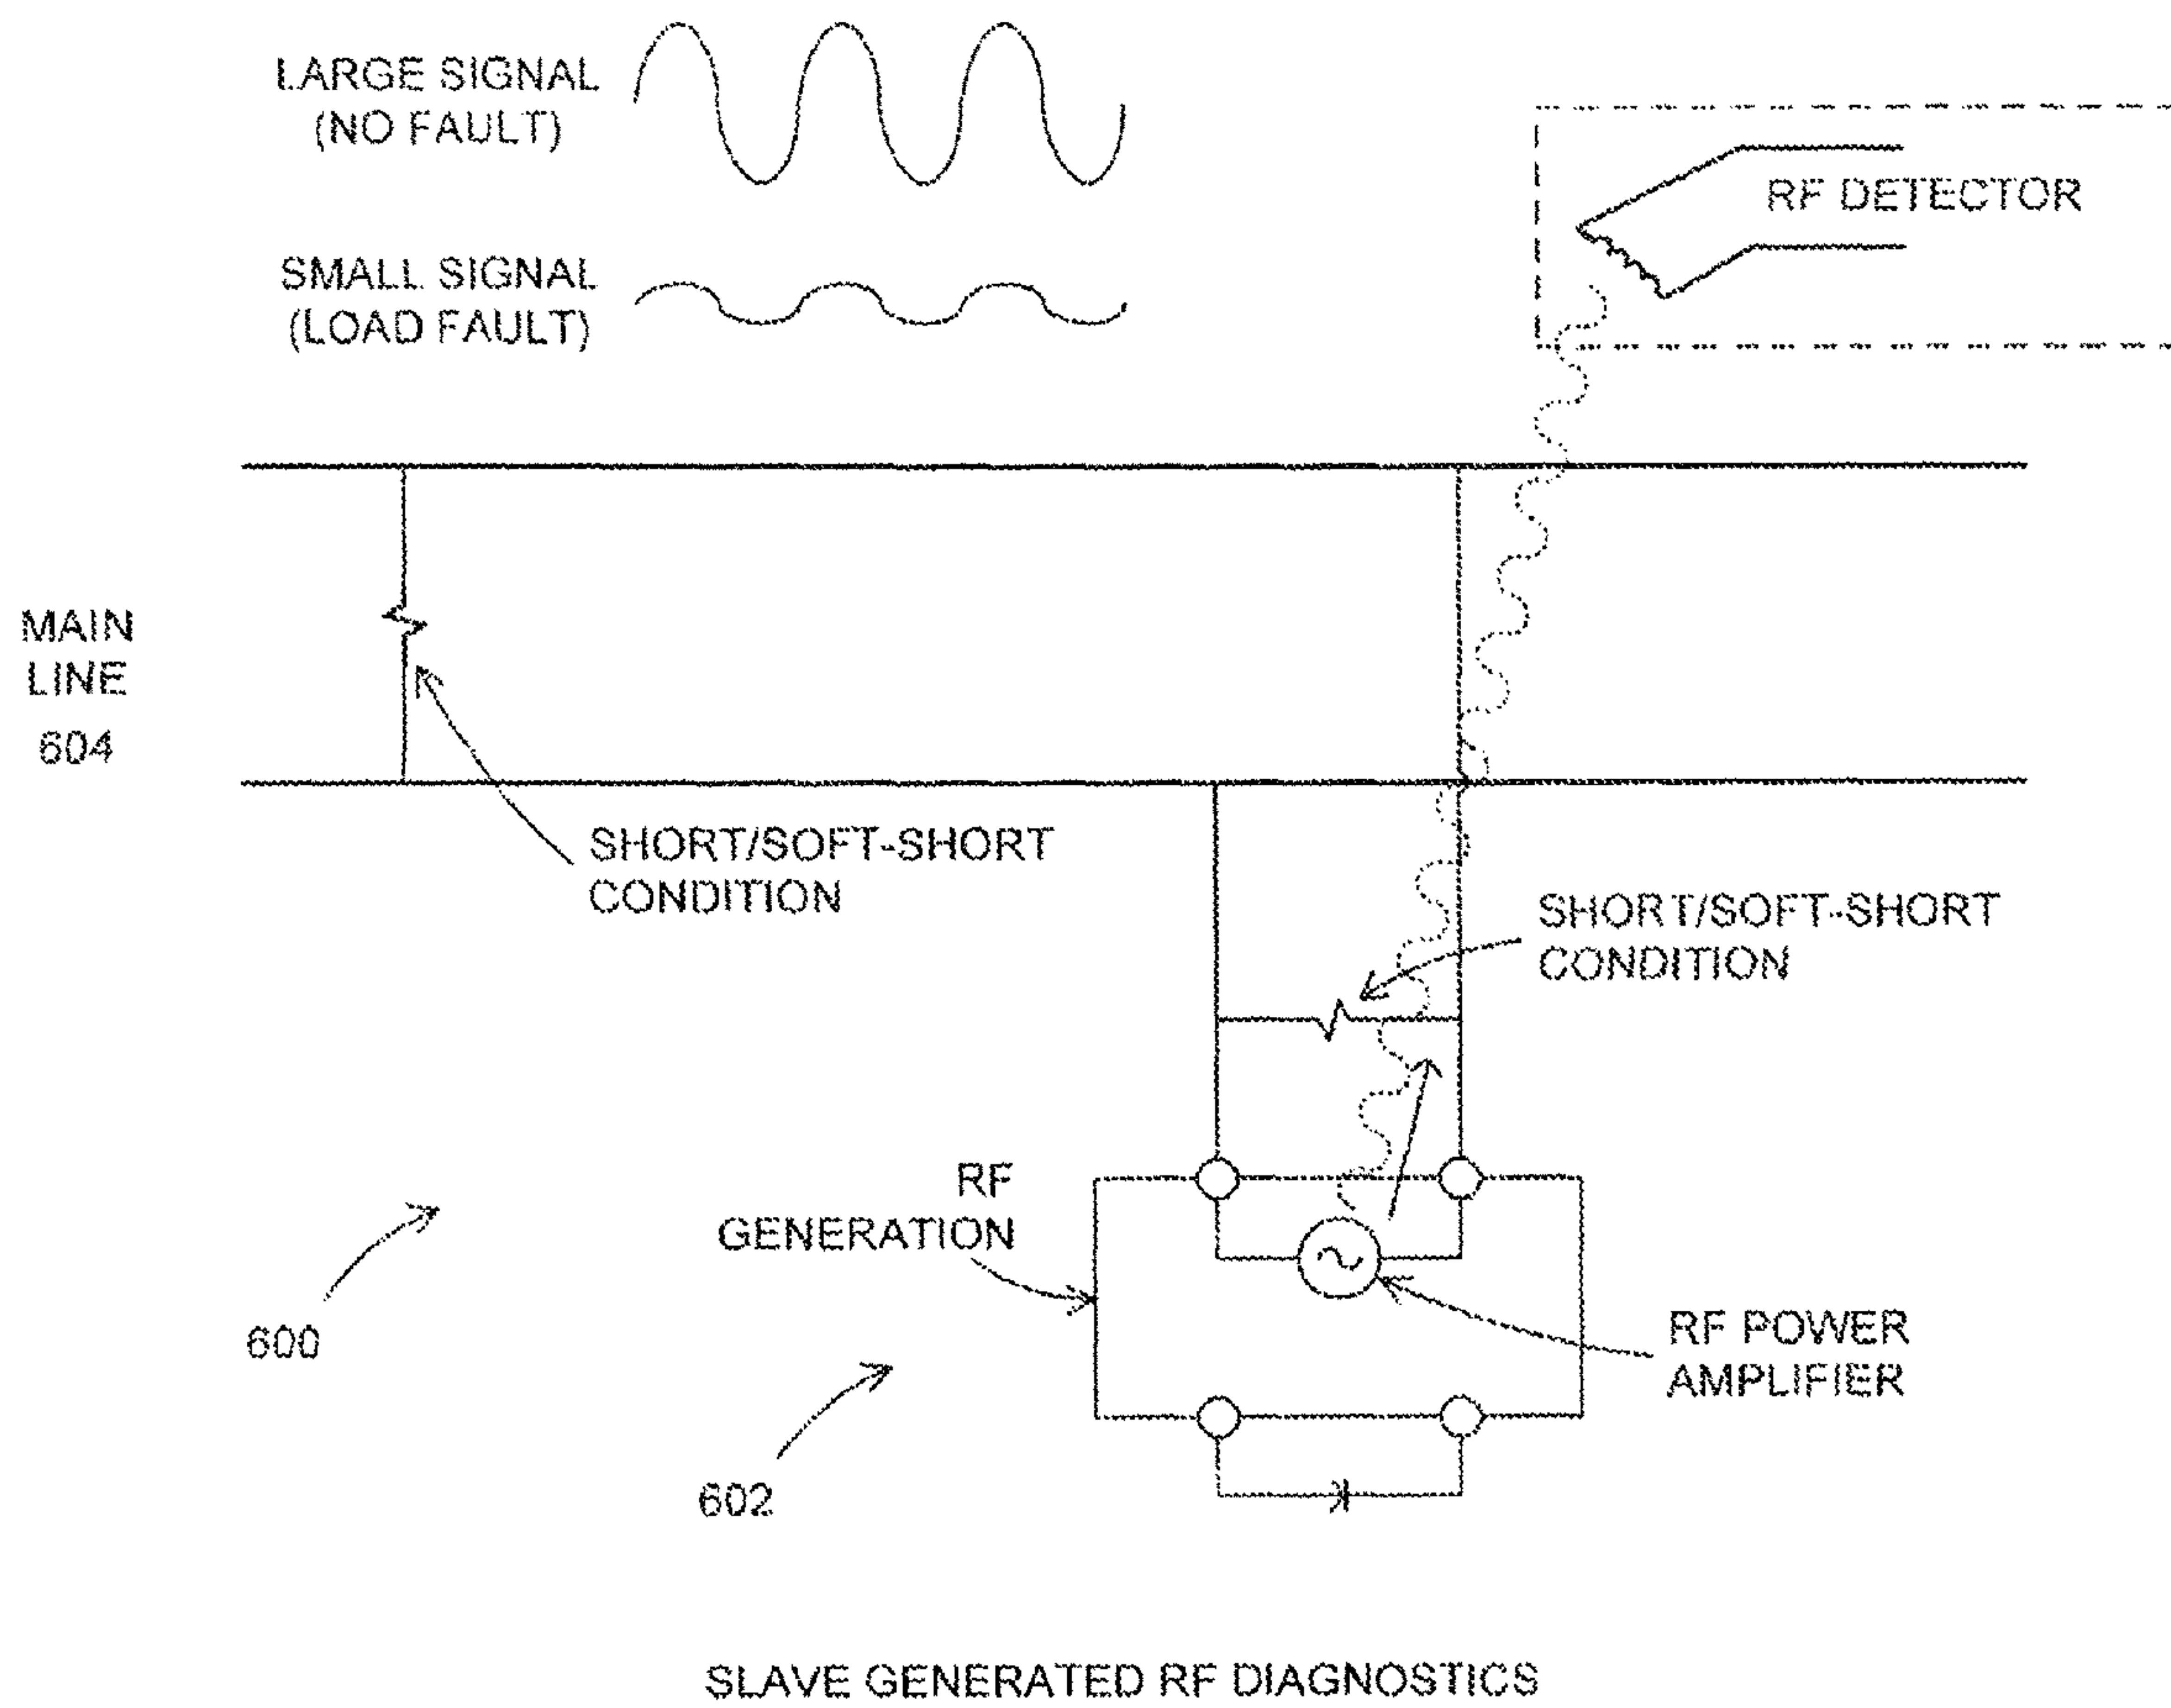 LARGE SIGNAL
(NO FAULT)
RF DETECTOR
SMALL SIGNAL
(LOAD FAULT)
MAIN
LINE
604
SHORT/SOFT-SHORT
CONDITION
SHORT/SOFT-SHORT
CONDITION
RF
GENERATION
600
RF POWER
AMPLIFIER
602
SLAVE GENERATED RF DIAGNOSTICS